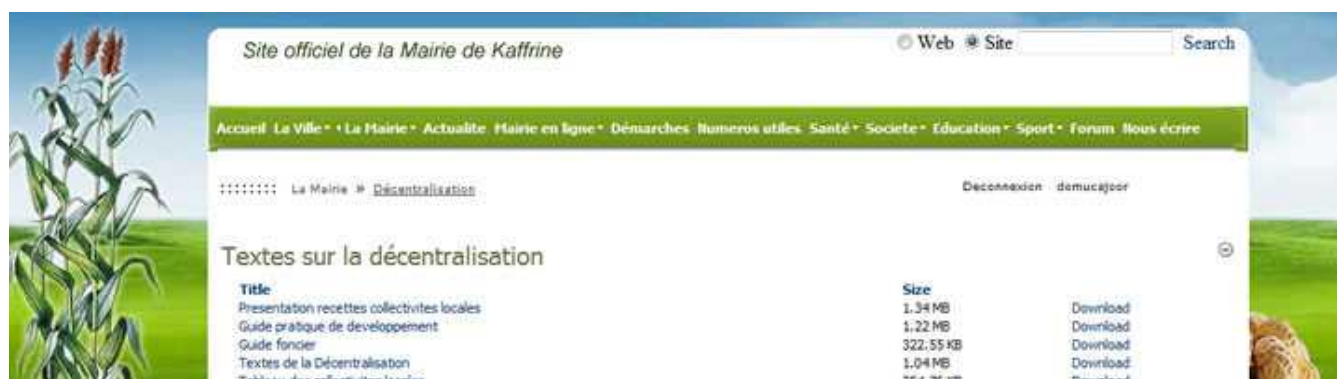 Site officiel de la Mairie de Kaffrine
Web Site Search
Accueil La Ville La Mairie Actualite Mairie en ligne Démarches Numeros utiles Santé Societe Education Sport Forum Nous écrire
La Mairie » Décentralisation Deconnexion demucajoor
Textes sur la décentralisation
Title Size
Presentation recettes collectivites locales 1.34 MB Download
Guide pratique de developpement 1.22 MB Download
Guide foncier 322.55 KB Download
Textes de la Décentralisation 1.04 MB Download